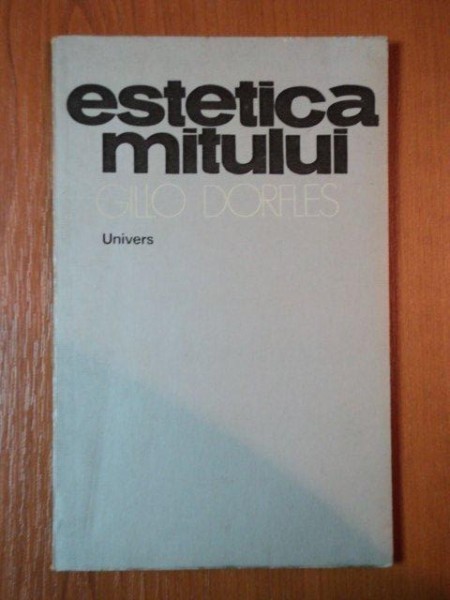 estetica
mitului
GILLO DORFLES
Univers